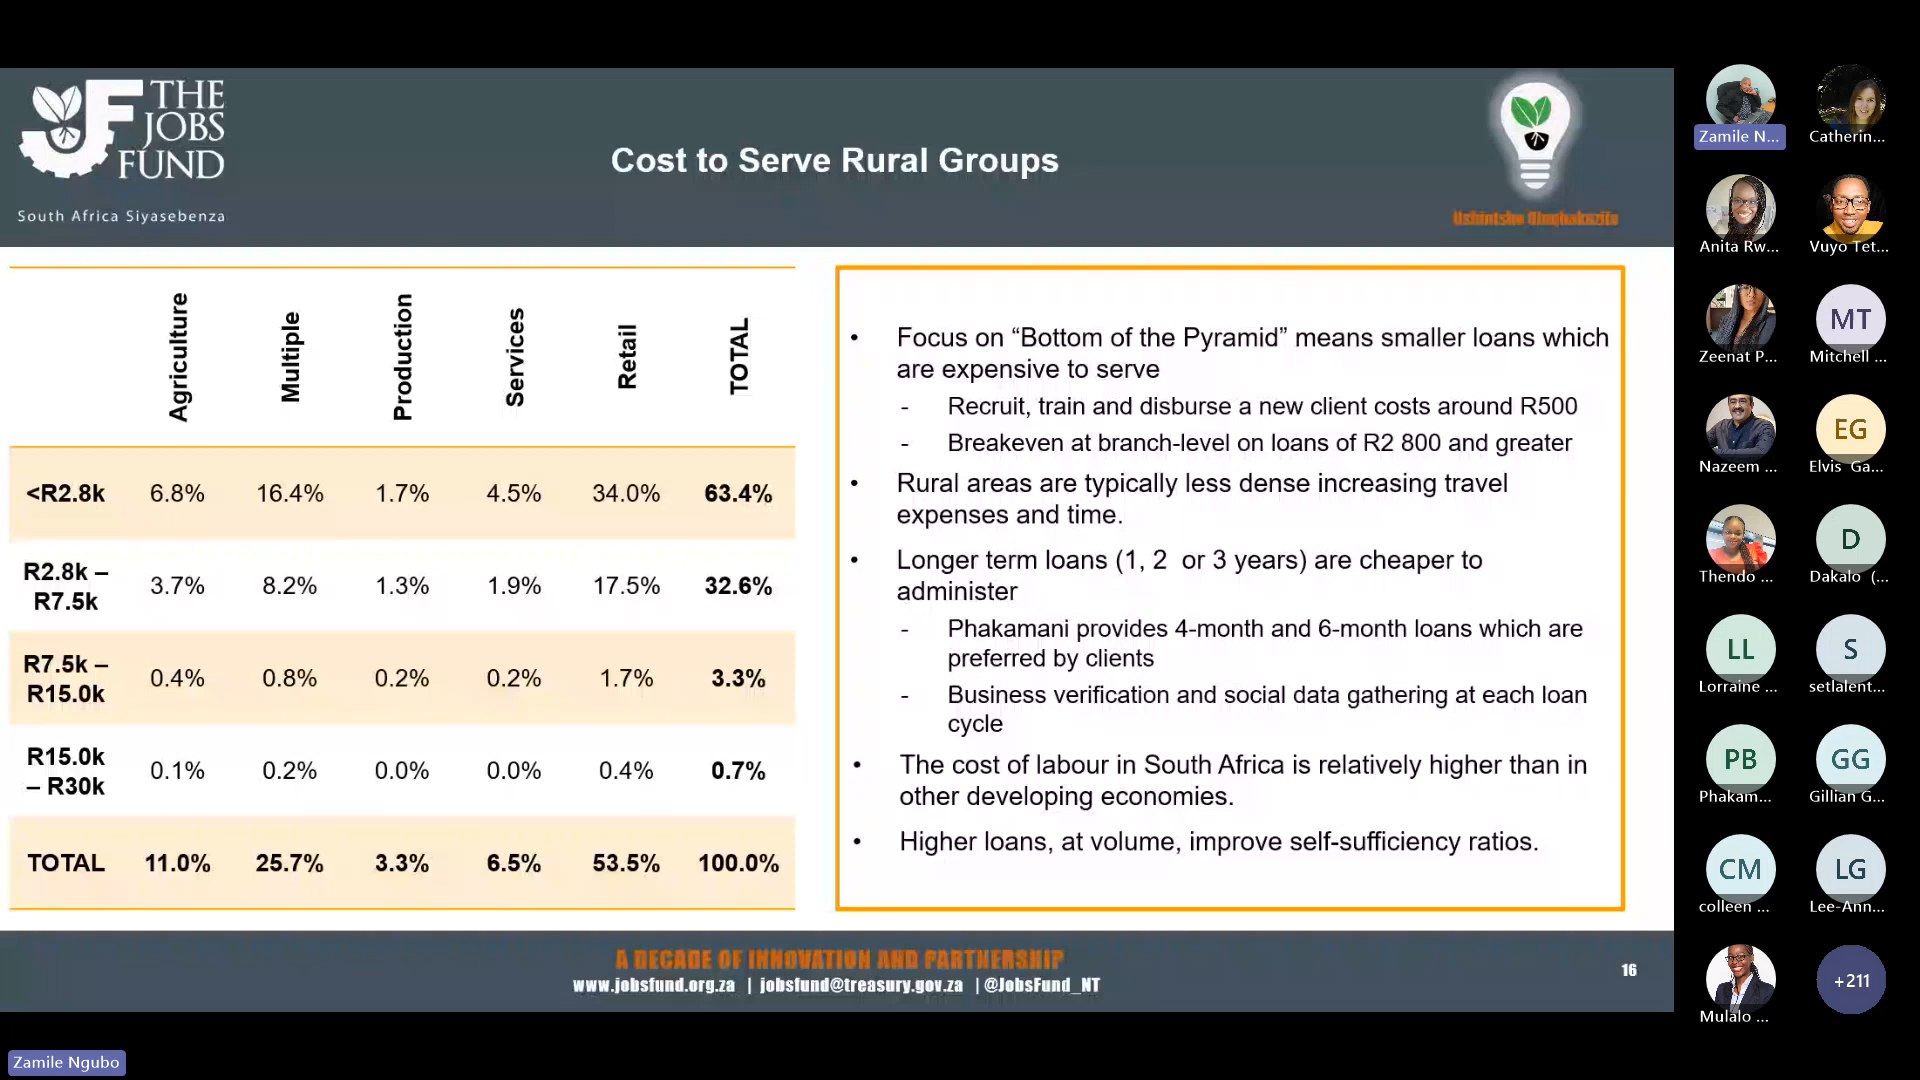 THE
JOBS
FUND
South Africa Siyasebenza
Cost to Serve Rural Groups
Ushintsho Oluqhakazile
Agriculture
Multiple
Production
Services
Retail
TOTAL
<R2.8k 6.8% 16.4% 1.7% 4.5% 34.0% 63.4%
R2.8k –
R7.5k 3.7% 8.2% 1.3% 1.9% 17.5% 32.6%
R7.5k –
R15.0k 0.4% 0.8% 0.2% 0.2% 1.7% 3.3%
R15.0k
– R30k 0.1% 0.2% 0.0% 0.0% 0.4% 0.7%
TOTAL 11.0% 25.7% 3.3% 6.5% 53.5% 100.0%
• Focus on “Bottom of the Pyramid” means smaller loans which
are expensive to serve
- Recruit, train and disburse a new client costs around R500
- Breakeven at branch-level on loans of R2 800 and greater
• Rural areas are typically less dense increasing travel
expenses and time.
• Longer term loans (1, 2 or 3 years) are cheaper to
administer
- Phakamani provides 4-month and 6-month loans which are
preferred by clients
- Business verification and social data gathering at each loan
cycle
• The cost of labour in South Africa is relatively higher than in
other developing economies.
• Higher loans, at volume, improve self-sufficiency ratios.
A DECADE OF INNOVATION AND PARTNERSHIP
www.jobsfund.org.za | jobsfund@treasury.gov.za | @JobsFund_NT
16
Zamile N...
Catherin...
Anita Rw...
Vuyo Tet...
Zeenat P...
MT
Mitchell ...
Nazeem ...
EG
Elvis Ga...
Thendo ...
D
Dakalo (...
LL
Lorraine ...
S
setlalent...
PB
Phakam...
GG
Gillian G...
CM
colleen ...
LG
Lee-Ann...
Mulalo ...
+211
Zamile Ngubo